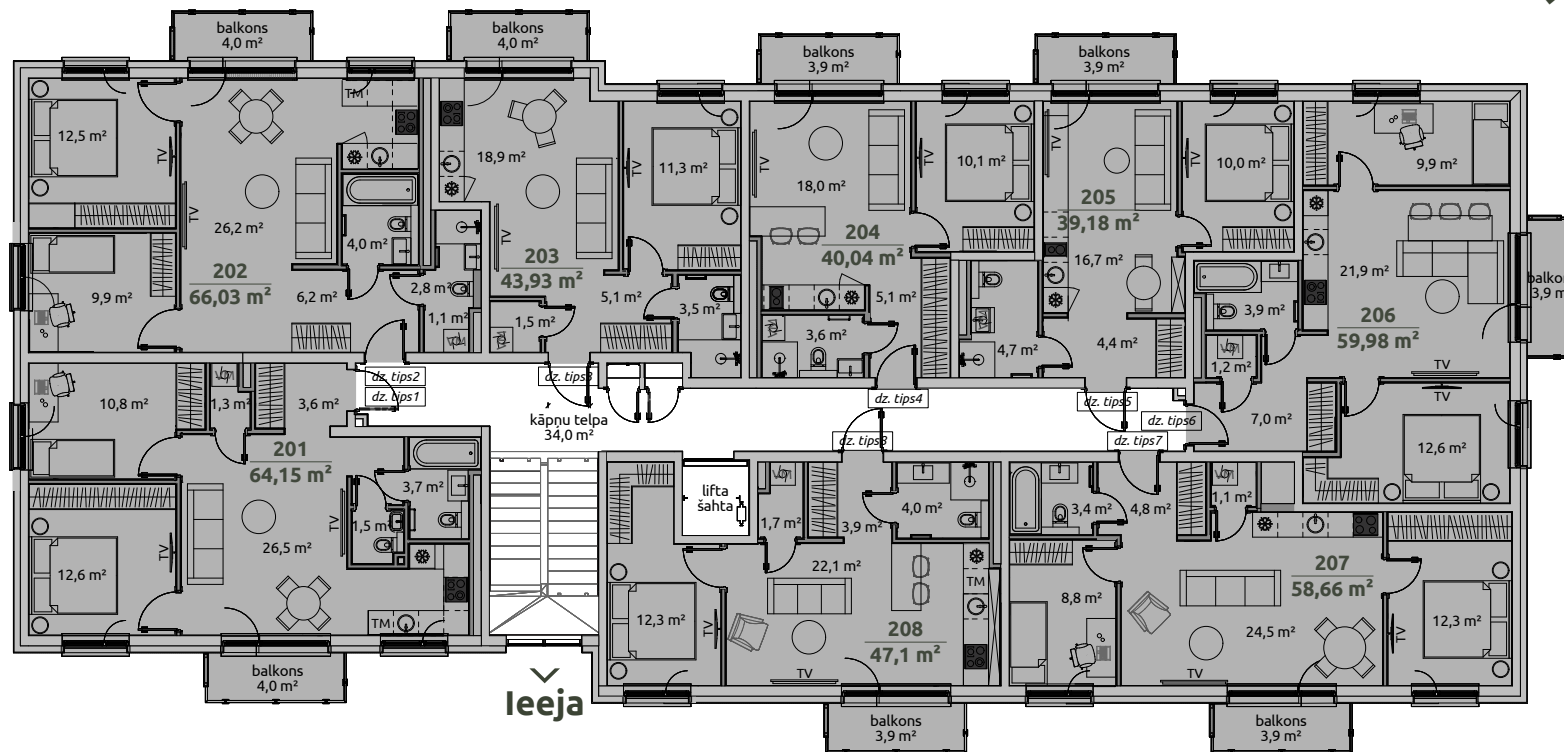 balkons
4,0 m²
balkons
4,0 m²
balkons
3,9 m²
balkons
3,9 m²
12,5 m²
TV
TV
26,2 m²
TM
4,0 m²
202
66,03 m²
9,9 m²
6,2 m²
2,8 m²
1,1 m²
18,9 m²
TV
203
43,93 m²
1,5 m²
5,1 m²
TV
11,3 m²
3,5 m²
TV
18,0 m²
204
40,04 m²
5,1 m²
3,6 m²
TV
10,1 m²
4,7 m²
TV
205
39,18 m²
16,7 m²
4,4 m²
TV
10,0 m²
9,9 m²
21,9 m²
206
59,98 m²
TV
3,9 m²
1,2 m²
7,0 m²
TV
12,6 m²
3,9 m
dz. tips2
dz. tips1
dz. tips4
dz. tips5
dz. tips6
dz. tips7
kāpņu telpa
34,0 m²
10,8 m²
1,3 m²
3,6 m²
201
64,15 m²
3,7 m²
1,5 m²
TV
26,5 m²
TV
12,6 m²
TM
balkons
4,0 m²
Ieeja
lifta
šahta
1,7 m²
3,9 m²
4,0 m²
22,1 m²
TM
12,3 m²
TV
208
47,1 m²
TV
balkons
3,9 m²
3,4 m²
4,8 m²
1,1 m²
8,8 m²
207
58,66 m²
24,5 m²
TV
TV
12,3 m²
balkons
3,9 m²